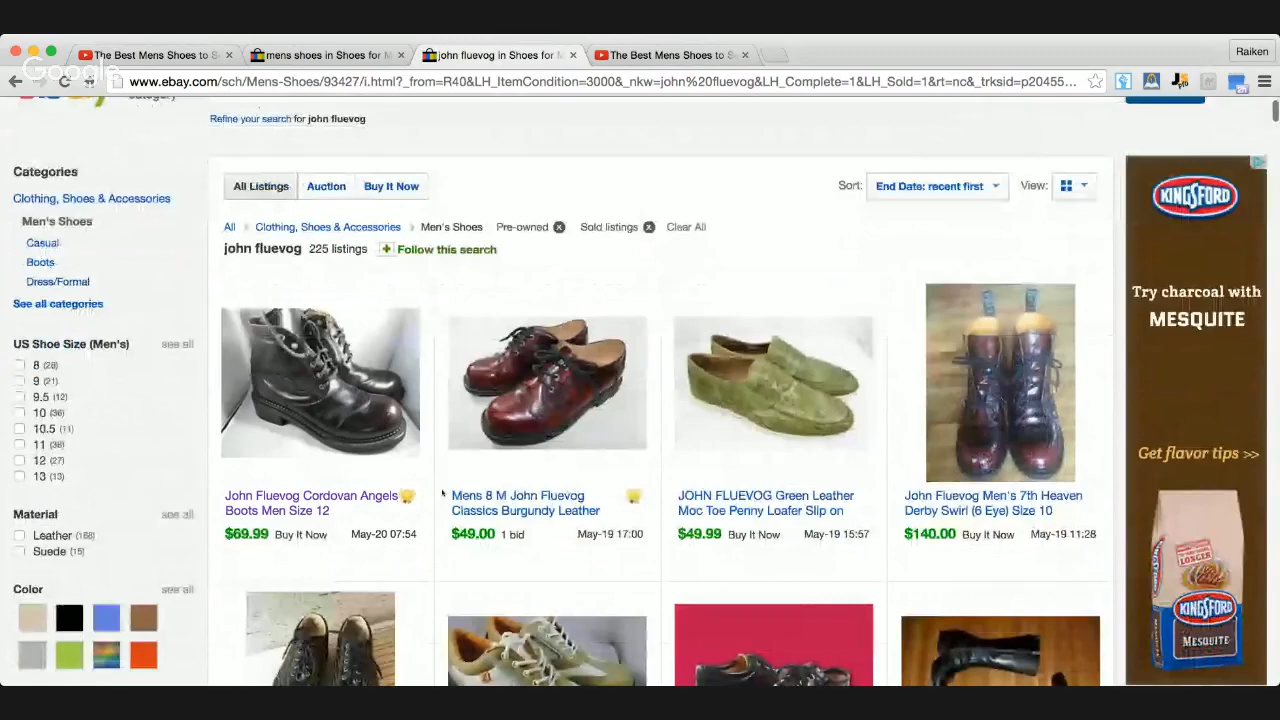 The Best Mens Shoes to S
mens shoes in Shoes for M
john fluevog in Shoes for M
The Best Mens Shoes to S
Raiken
Google
www.ebay.com/sch/Mens-Shoes/93427/i.html?_from=R40&LH_ItemCondition=3000&_nkw=john%20fluevog&LH_Complete=1&LH_Sold=1&rt=nc&_trksid=p20455...
category
Refine your search for john fluevog
Categories
Clothing, Shoes & Accessories
Men's Shoes
Casual
Boots
Dress/Formal
See all categories
US Shoe Size (Men's) see all
8 (28)
9 (21)
9.5 (12)
10 (36)
10.5 (11)
11 (38)
12 (27)
13 (13)
Material see all
Leather (168)
Suede (15)
Color see all
All Listings Auction Buy It Now
Sort: End Date: recent first View:
All Clothing, Shoes & Accessories Men's Shoes Pre-owned Sold listings Clear All
john fluevog 225 listings + Follow this search
John Fluevog Cordovan Angels
Boots Men Size 12
$69.99 Buy It Now May-20 07:54
Mens 8 M John Fluevog
Classics Burgundy Leather
$49.00 1 bid May-19 17:00
JOHN FLUEVOG Green Leather
Moc Toe Penny Loafer Slip on
$49.99 Buy It Now May-19 15:57
John Fluevog Men's 7th Heaven
Derby Swirl (6 Eye) Size 10
$140.00 Buy It Now May-19 11:28
KINGSFORD
Try charcoal with
MESQUITE
Get flavor tips >>
LONGER
KINGSFORD
MESQUITE